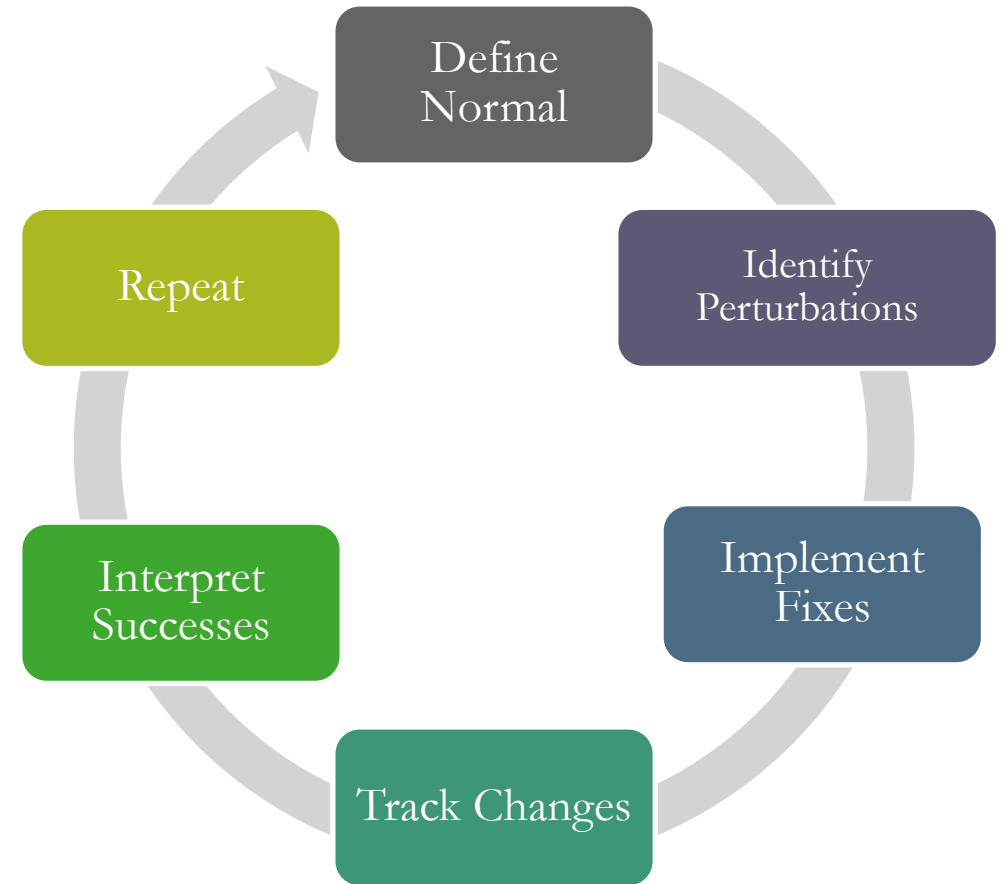 Define
Normal
Identify
Perturbations
Implement
Fixes
Track Changes
Interpret
Successes
Repeat